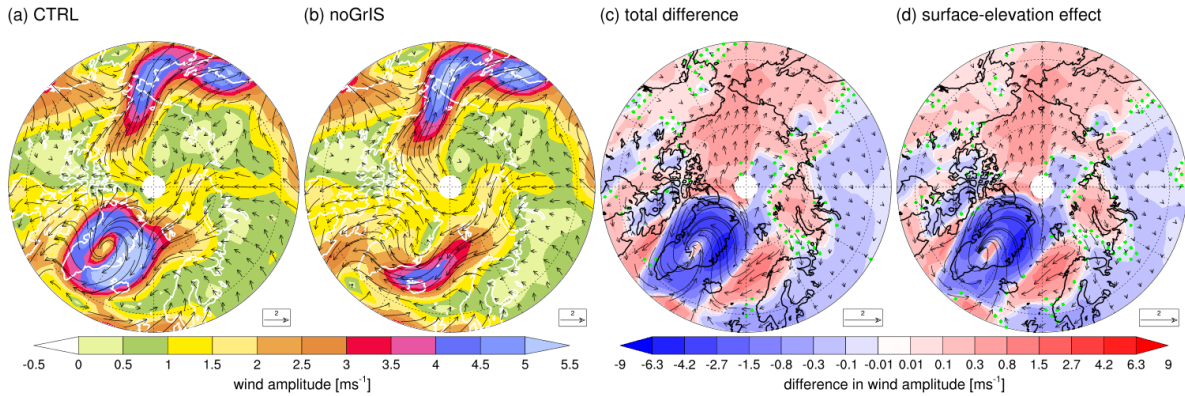 (a) CTRL
(b) noGrIS
(c) total difference
(d) surface-elevation effect
2
2
2
2
-0.5 0 0.5 1 1.5 2 2.5 3 3.5 4 4.5 5 5.5
wind amplitude [ms⁻¹]
-9 -6.3 -4.2 -2.7 -1.5 -0.8 -0.3 -0.1 -0.01 0.01 0.1 0.3 0.8 1.5 2.7 4.2 6.3 9
difference in wind amplitude [ms⁻¹]